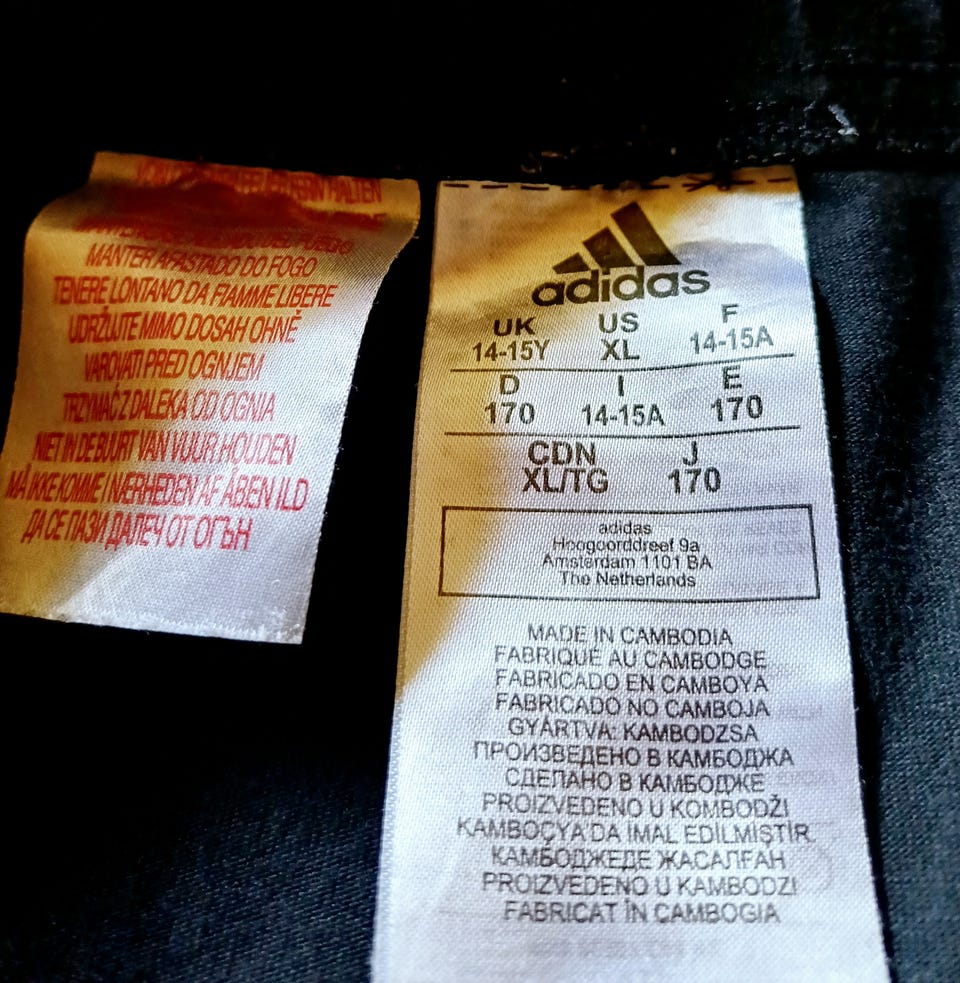 HALTEN
MANTER AFASTADO DO FOGO
TENERE LONTANO DA FIAMME LIBERE
UDRŽUJTE MIMO DOSAH OHNĚ
VAROVATI PRED OGNJEM
TRZYMAĆ Z DALEKA OD OGNIA
NIET IN DE BUURT VAN VUUR HOUDEN
MÅ IKKE KOMME I NÆRHEDEN AF ÅBEN ILD
ДА СЕ ПАЗИ ДАЛЕЧ ОТ ОГЪН
adidas
UK US F
14-15Y XL 14-15A
D I E
170 14-15A 170
CDN J
XL/TG 170
adidas
Hoogoorddreef 9a
Amsterdam 1101 BA
The Netherlands
MADE IN CAMBODIA
FABRIQUÉ AU CAMBODGE
FABRICADO EN CAMBOYA
FABRICADO NO CAMBOJA
GYÁRTVA: KAMBODZSA
ПРОИЗВЕДЕНО В КАМБОДЖА
СДЕЛАНО В КАМБОДЖЕ
PROIZVEDENO U KOMBODŽI
KAMBOÇYA'DA İMAL EDİLMİŞTİR.
КАМБОДЖЕДЕ ЖАСАЛҒАН
PROIZVEDENO U KAMBODZI
FABRICAT ÎN CAMBOGIA